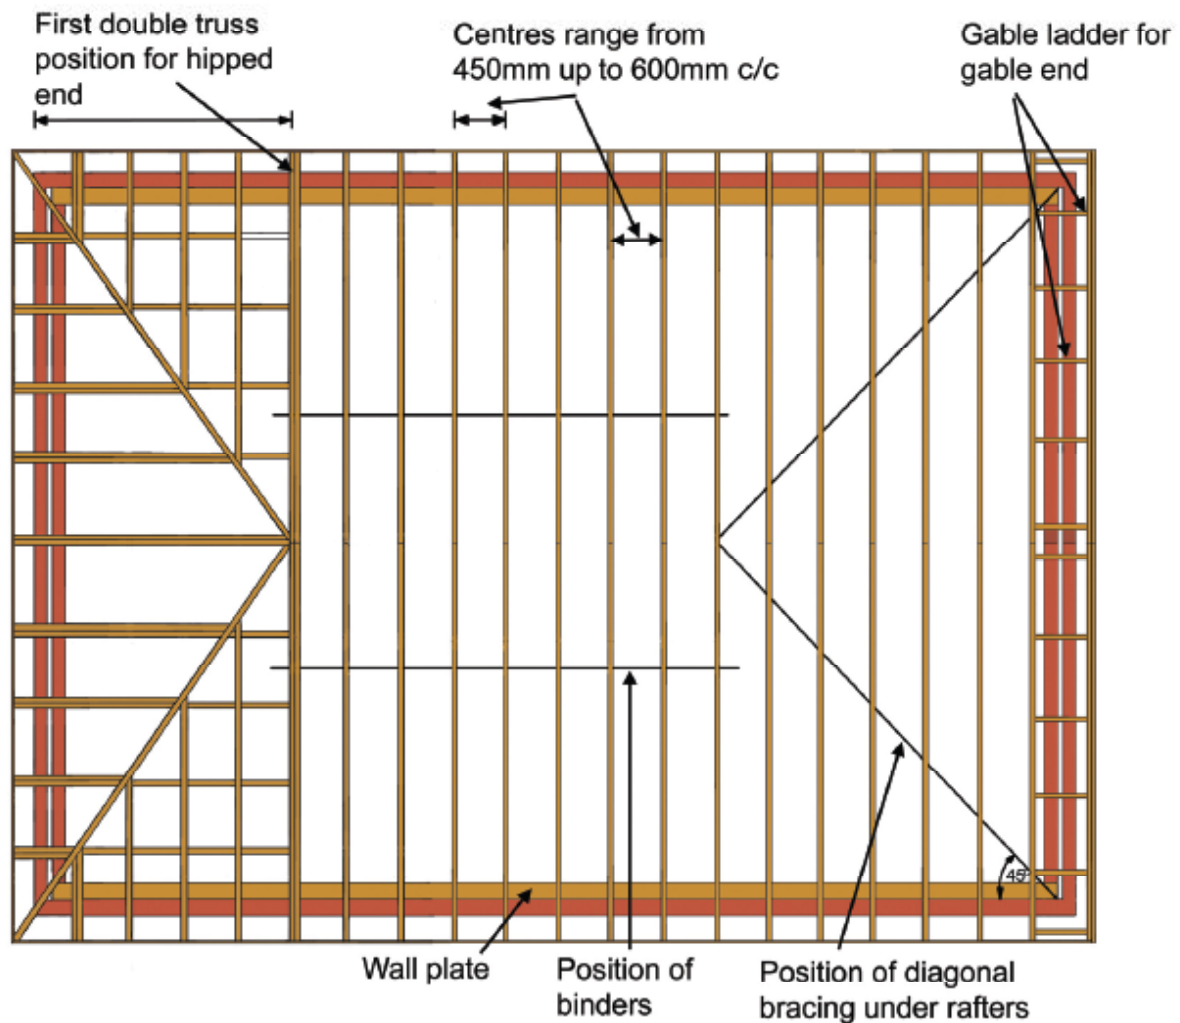 First double truss
position for hipped
end
Centres range from
450mm up to 600mm c/c
Gable ladder for
gable end
45°
Wall plate
Position of
binders
Position of diagonal
bracing under rafters